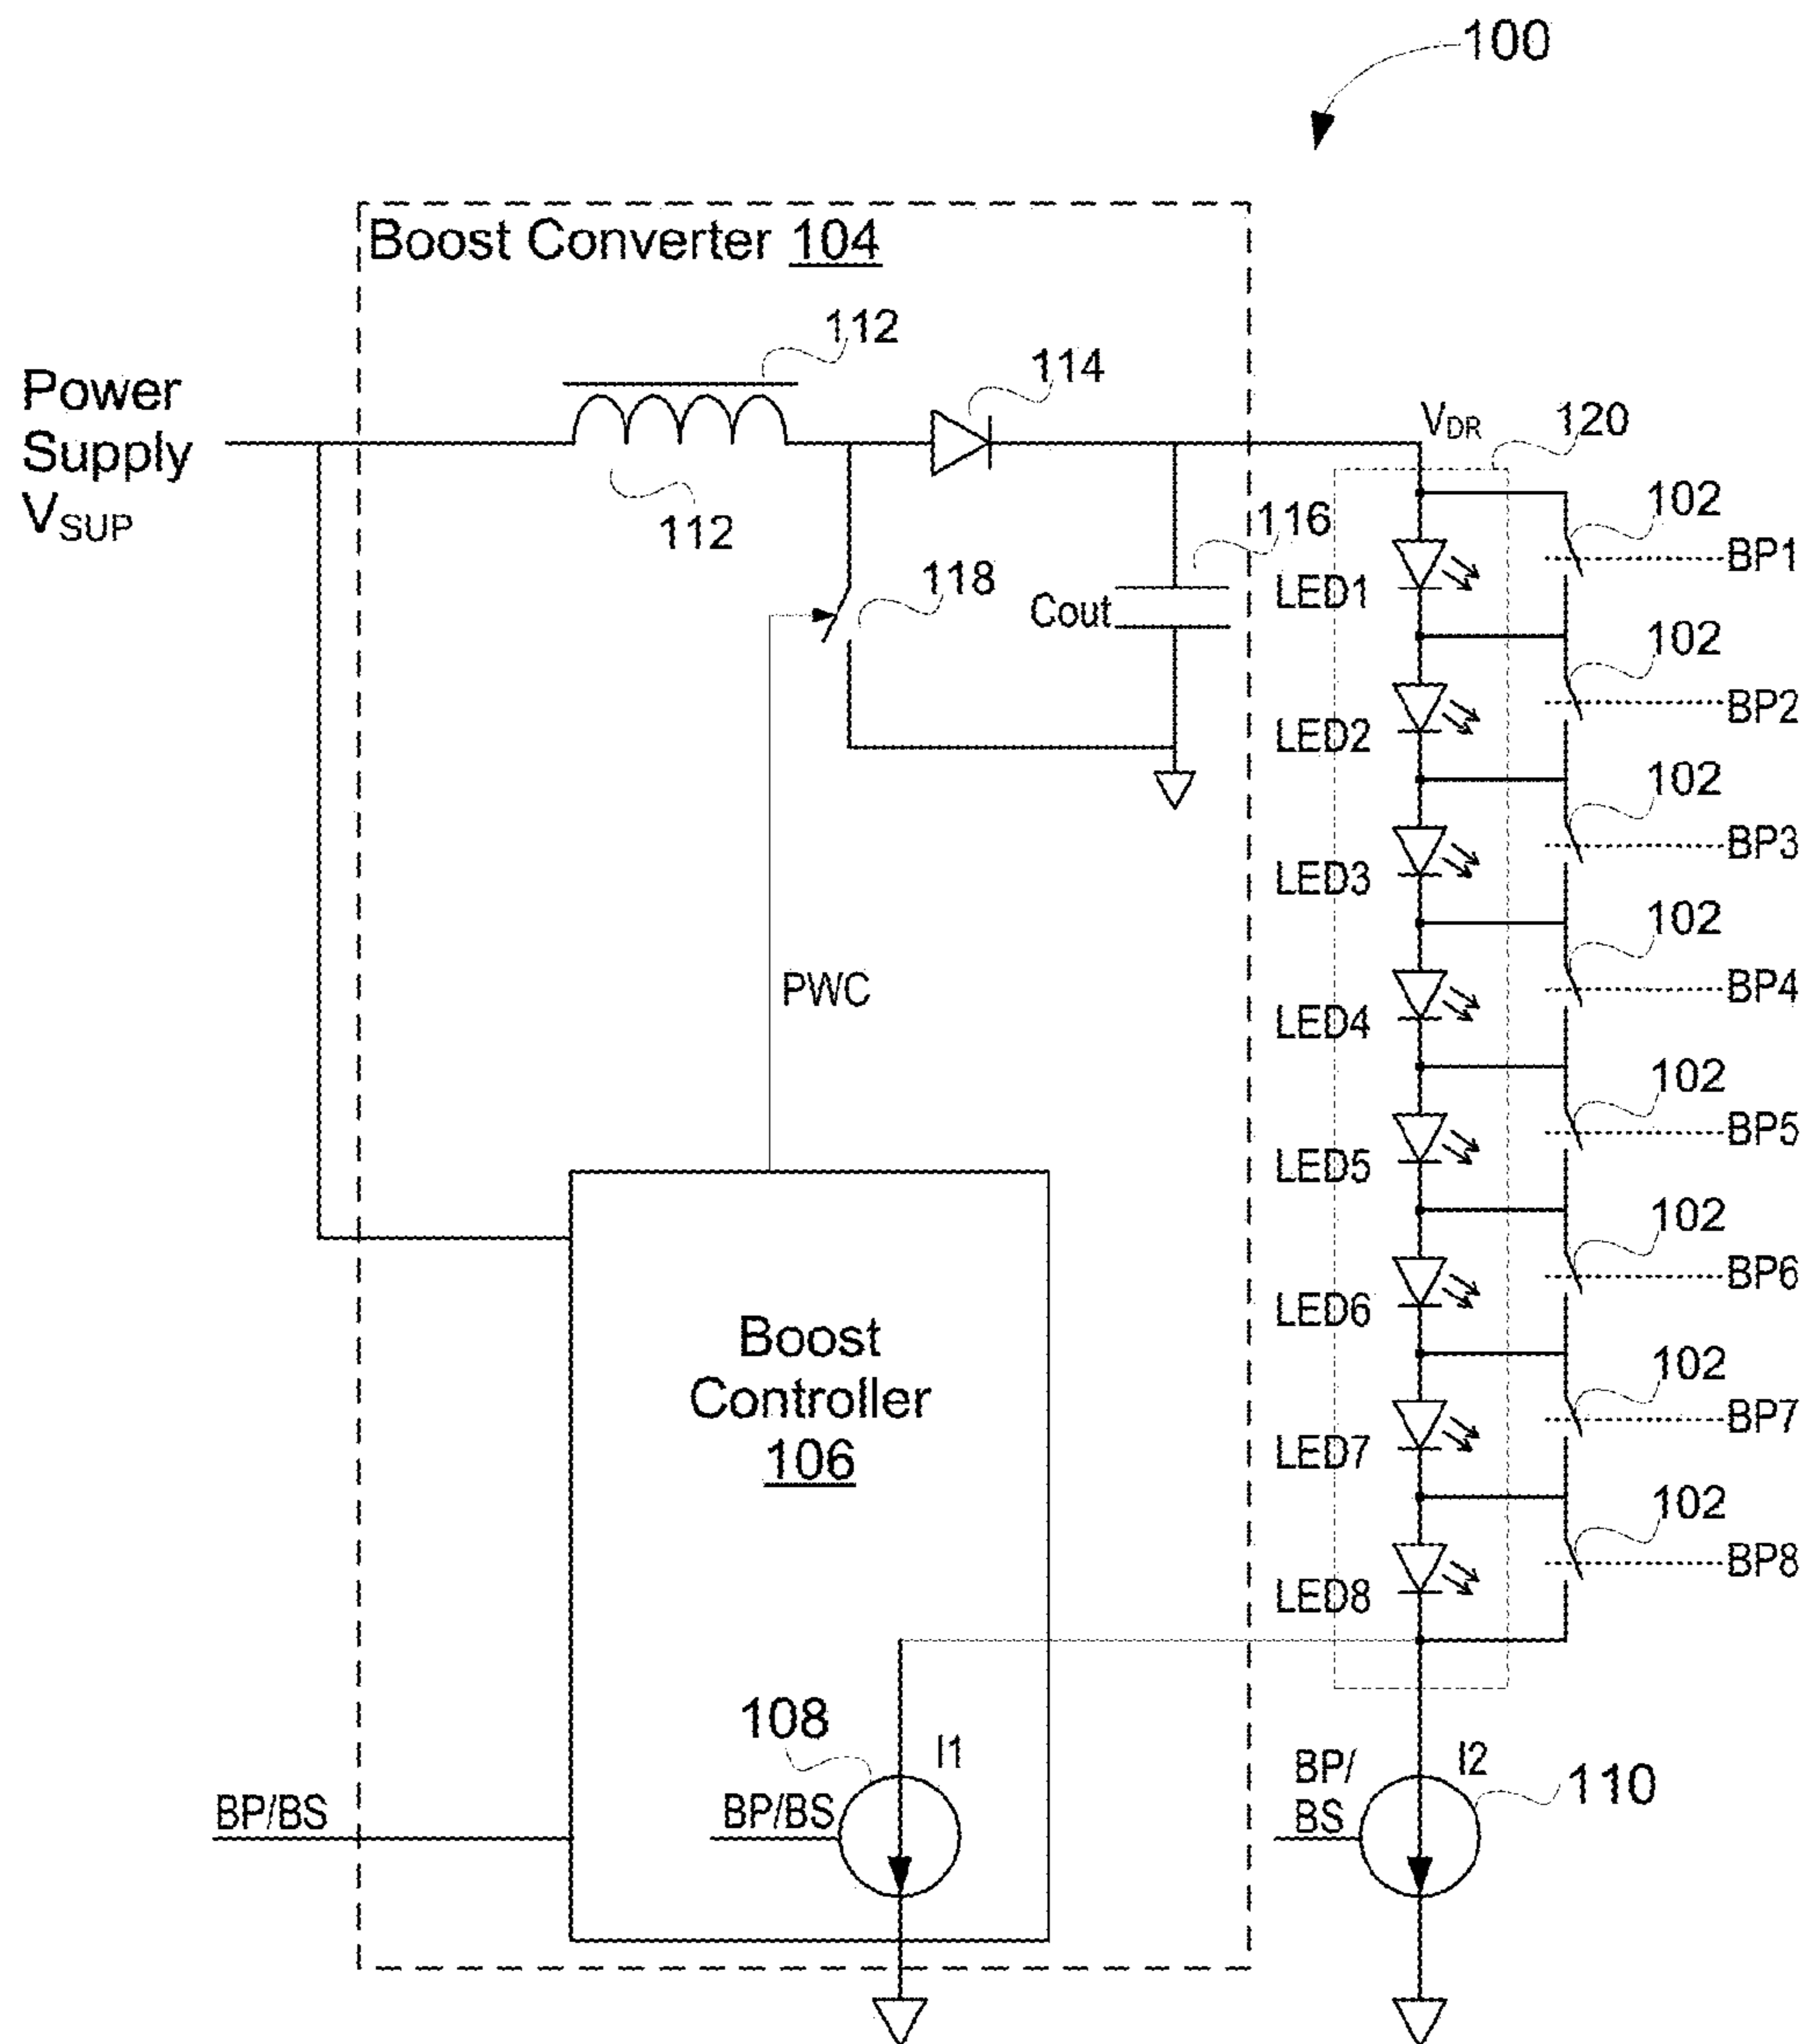 100
Boost Converter 104
112
114
Power
Supply
VSUP
112
VDR
120
116
118
Cout
102
BP1
LED1
102
BP2
LED2
102
BP3
LED3
102
BP4
LED4
PWC
102
BP5
LED5
102
BP6
LED6
102
BP7
LED7
102
BP8
LED8
Boost
Controller
106
108
I1
BP/BS
BP/BS
BP/
BS
I2
110